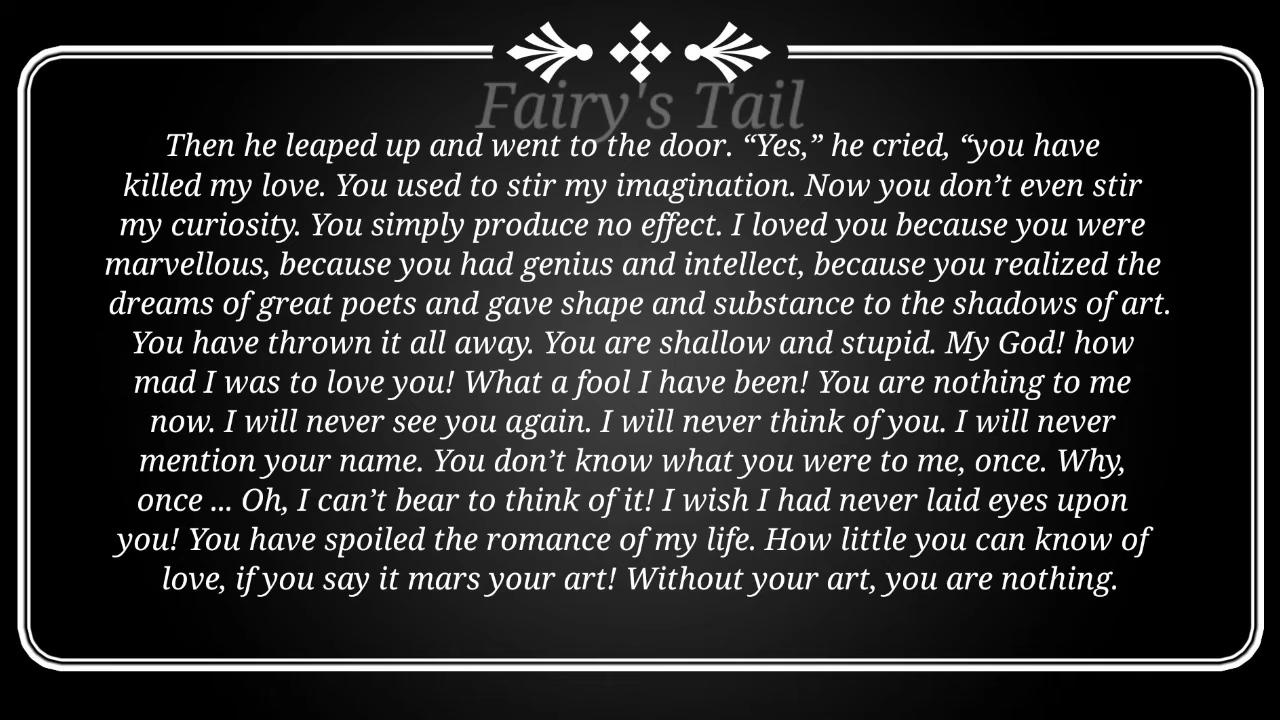 Fairy's Tail
Then he leaped up and went to the door. “Yes,” he cried, “you have
killed my love. You used to stir my imagination. Now you don’t even stir
my curiosity. You simply produce no effect. I loved you because you were
marvellous, because you had genius and intellect, because you realized the
dreams of great poets and gave shape and substance to the shadows of art.
You have thrown it all away. You are shallow and stupid. My God! how
mad I was to love you! What a fool I have been! You are nothing to me
now. I will never see you again. I will never think of you. I will never
mention your name. You don’t know what you were to me, once. Why,
once ... Oh, I can’t bear to think of it! I wish I had never laid eyes upon
you! You have spoiled the romance of my life. How little you can know of
love, if you say it mars your art! Without your art, you are nothing.